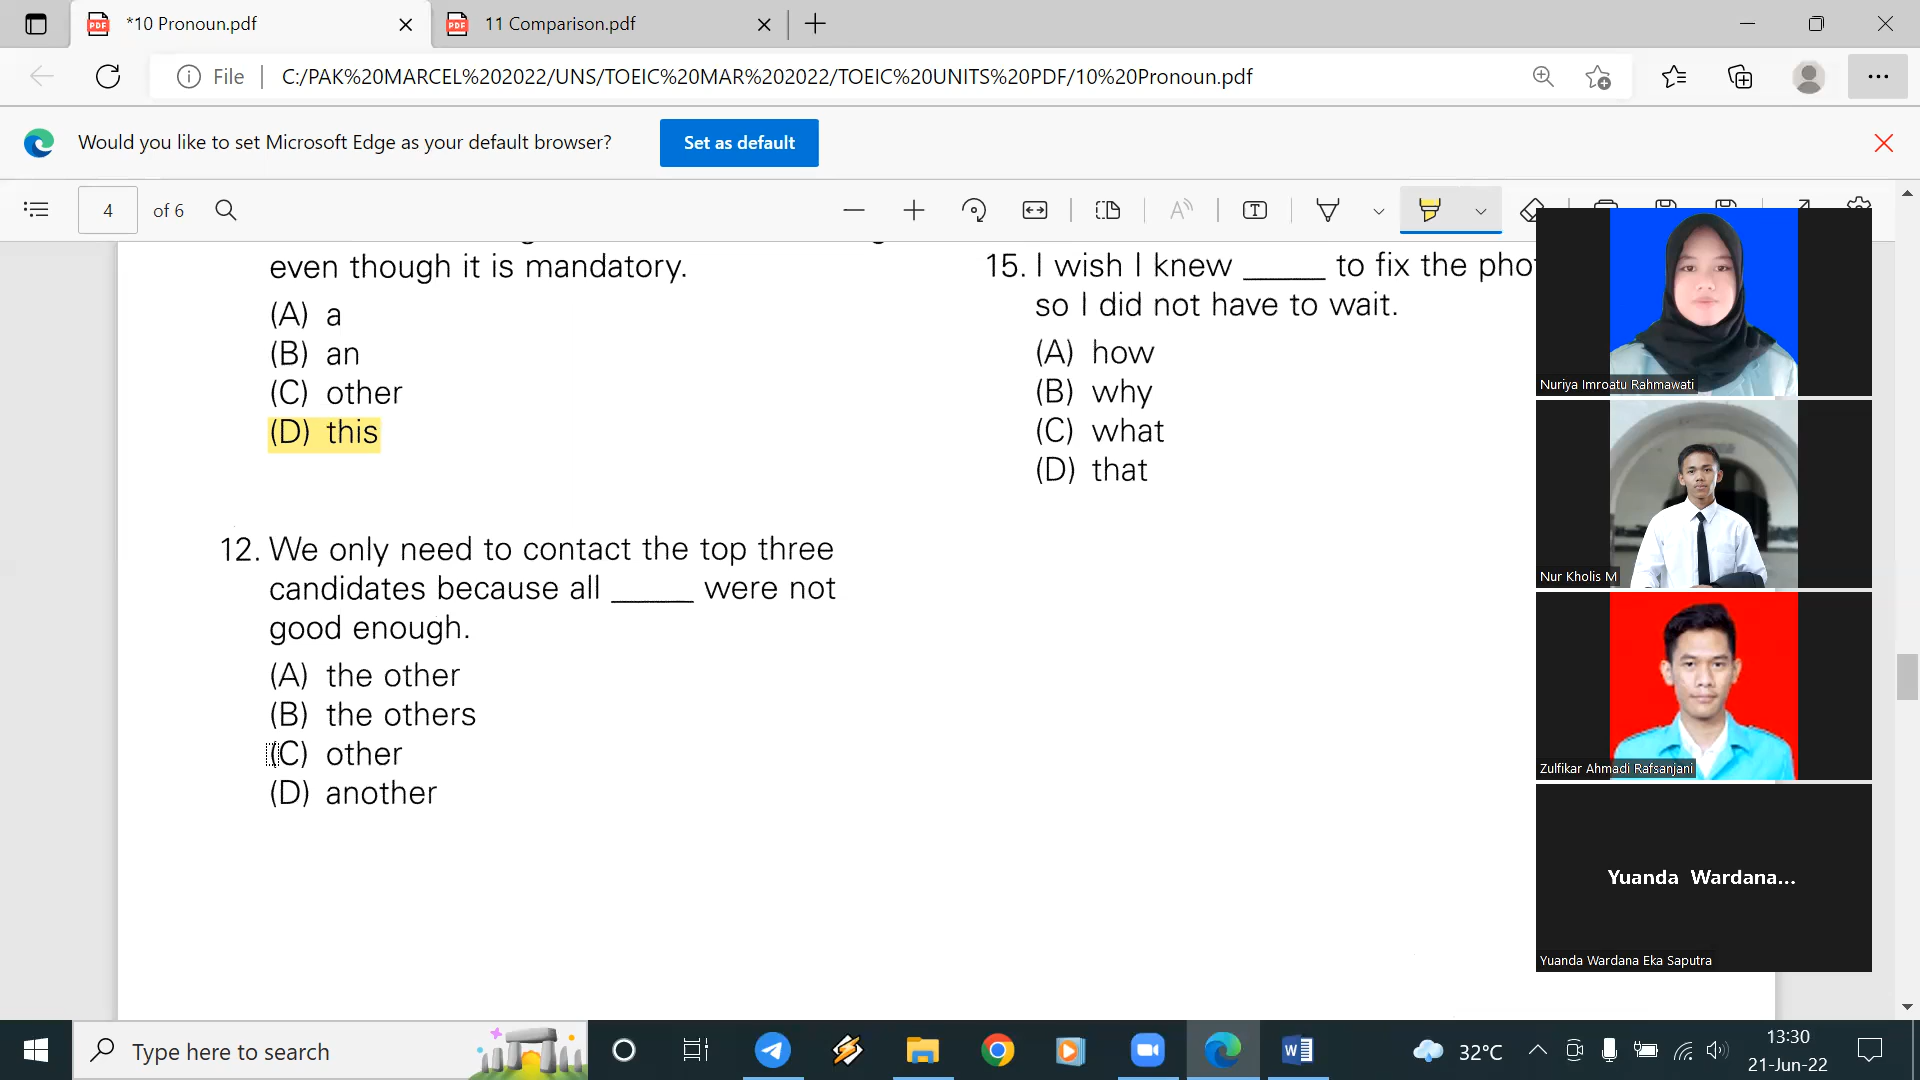 *10 Pronoun.pdf
11 Comparison.pdf
File
C:/PAK%20MARCEL%202022/UNS/TOEIC%20MAR%202022/TOEIC%20UNITS%20PDF/10%20Pronoun.pdf
Would you like to set Microsoft Edge as your default browser?
Set as default
4 of 6
even though it is mandatory.
(A) a
(B) an
(C) other
(D) this
12. We only need to contact the top three
candidates because all _____ were not
good enough.
(A) the other
(B) the others
(C) other
(D) another
15. I wish I knew _____ to fix the
so I did not have to wait.
(A) how
(B) why
(C) what
(D) that
Nuriya Imroatu Rahmawati
Nur Kholis M
Zulfikar Ahmadi Rafsanjani
Yuanda Wardana...
Yuanda Wardana Eka Saputra
Type here to search
32°C
13:30
21-Jun-22